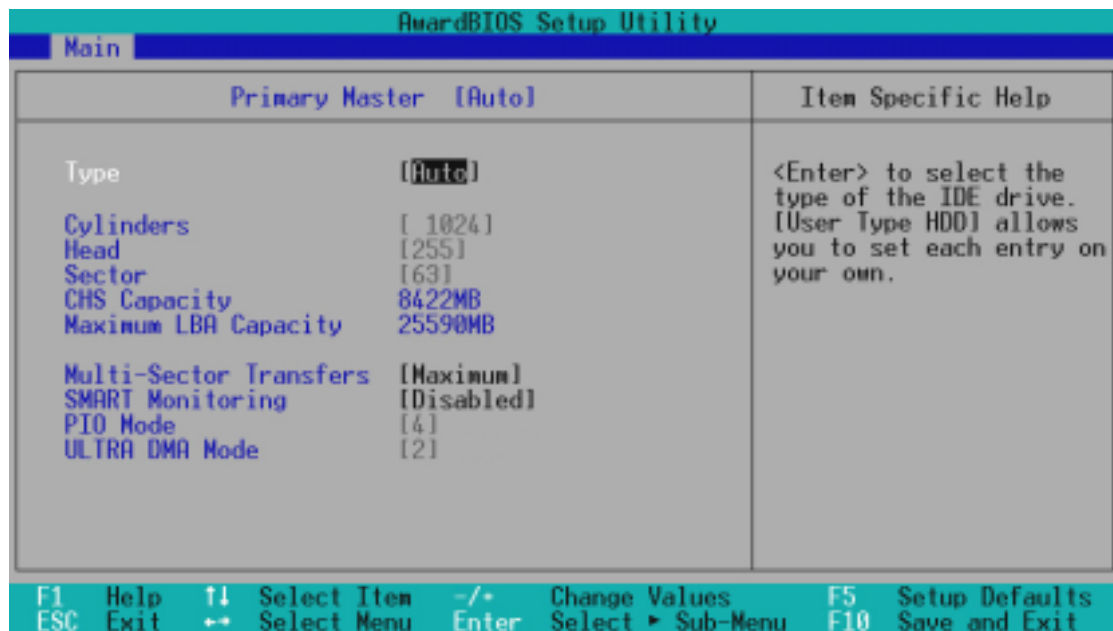 AwardBIOS Setup Utility
Main
Primary Master [Auto]
Item Specific Help
Type [Auto]
Cylinders [ 1024]
Head [255]
Sector [63]
CHS Capacity 8422MB
Maximum LBA Capacity 25590MB
Multi-Sector Transfers [Maximum]
SMART Monitoring [Disabled]
PIO Mode [4]
ULTRA DMA Mode [2]
<Enter> to select the
type of the IDE drive.
[User Type HDD] allows
you to set each entry on
your own.
F1 Help ↑↓ Select Item -/+ Change Values F5 Setup Defaults
ESC Exit ←→ Select Menu Enter Select ► Sub-Menu F10 Save and Exit